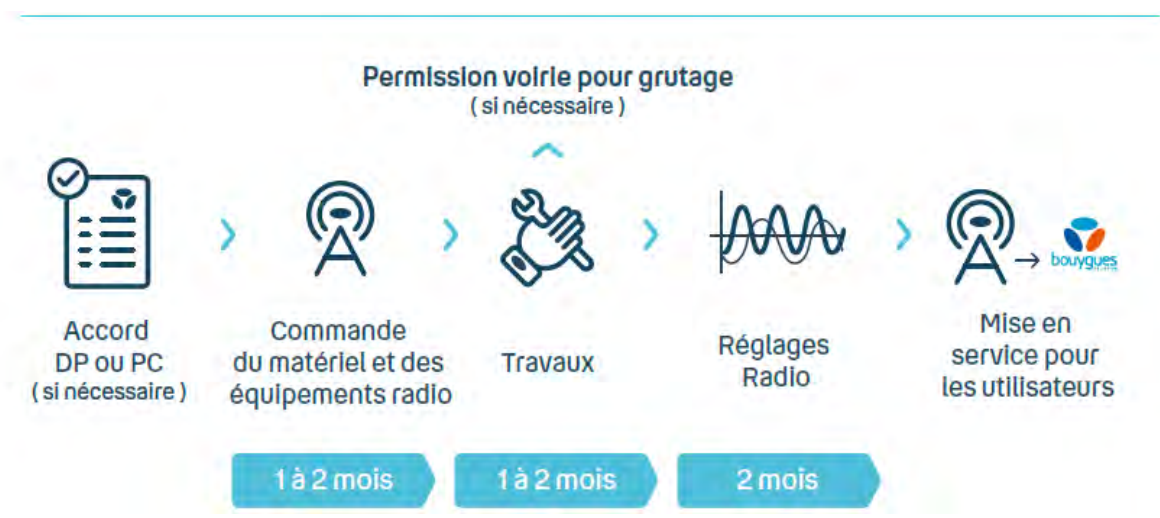 Permission voirie pour grutage
( si nécessaire )
Accord
DP ou PC
( si nécessaire )
Commande
du matériel et des
équipements radio
Travaux
Réglages
Radio
bouygues
Mise en
service pour
les utilisateurs
1 à 2 mois
1 à 2 mois
2 mois